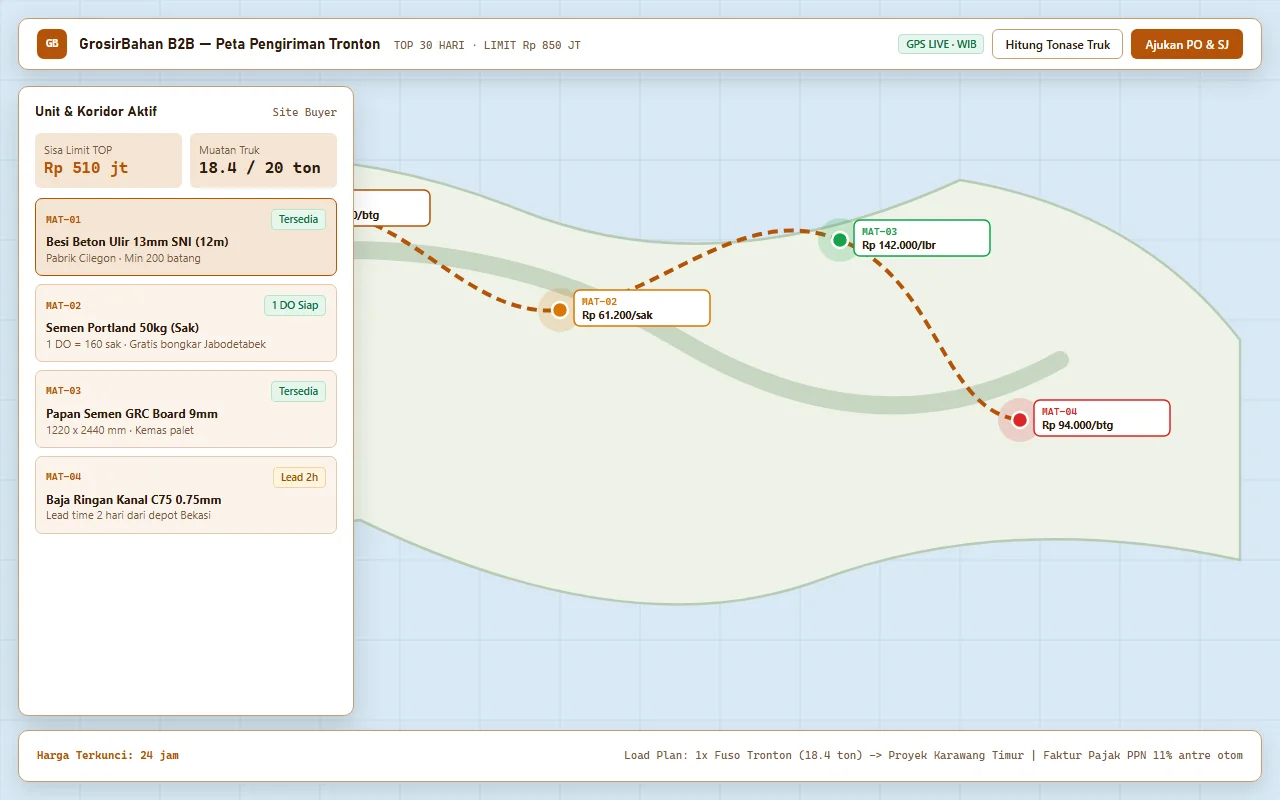 GB
GrosirBahan B2B — Peta Pengiriman Tronton
TOP 30 HARI · LIMIT Rp 850 JT
GPS LIVE · WIB
Hitung Tonase Truk
Ajukan PO & SJ
Unit & Koridor Aktif
Site Buyer
Sisa Limit TOP
Rp 510 jt
Muatan Truk
18.4 / 20 ton
MAT-01
Tersedia
Besi Beton Ulir 13mm SNI (12m)
Pabrik Cilegon · Min 200 batang
MAT-02
1 DO Siap
Semen Portland 50kg (Sak)
1 DO = 160 sak · Gratis bongkar Jabodetabek
MAT-03
Tersedia
Papan Semen GRC Board 9mm
1220 x 2440 mm · Kemas palet
MAT-04
Lead 2h
Baja Ringan Kanal C75 0.75mm
Lead time 2 hari dari depot Bekasi
/btg
MAT-02
Rp 61.200/sak
MAT-03
Rp 142.000/lbr
MAT-04
Rp 94.000/btg
Harga Terkunci: 24 jam
Load Plan: 1x Fuso Tronton (18.4 ton) -> Proyek Karawang Timur | Faktur Pajak PPN 11% antre otom